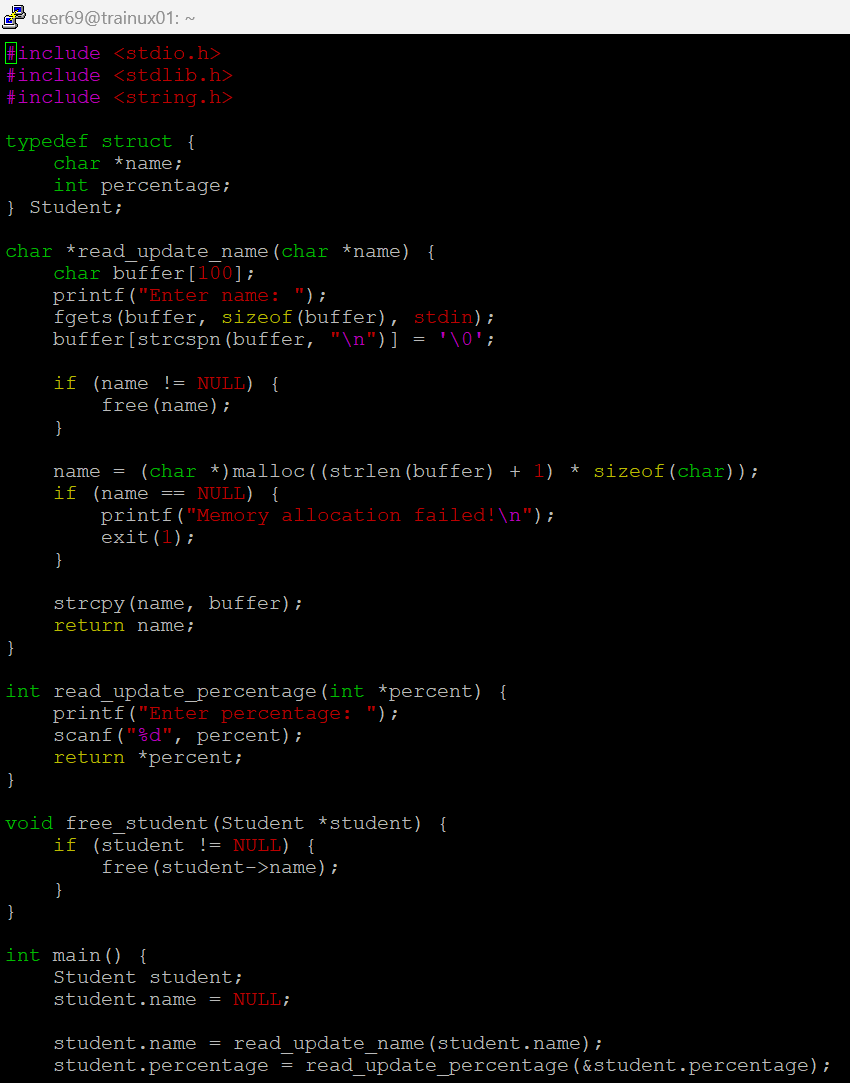 user69@trainux01: ~
#include <stdio.h>
#include <stdlib.h>
#include <string.h>

typedef struct {
    char *name;
    int percentage;
} Student;

char *read_update_name(char *name) {
    char buffer[100];
    printf("Enter name: ");
    fgets(buffer, sizeof(buffer), stdin);
    buffer[strcspn(buffer, "\n")] = '\0';

    if (name != NULL) {
        free(name);
    }

    name = (char *)malloc((strlen(buffer) + 1) * sizeof(char));
    if (name == NULL) {
        printf("Memory allocation failed!\n");
        exit(1);
    }

    strcpy(name, buffer);
    return name;
}

int read_update_percentage(int *percent) {
    printf("Enter percentage: ");
    scanf("%d", percent);
    return *percent;
}

void free_student(Student *student) {
    if (student != NULL) {
        free(student->name);
    }
}

int main() {
    Student student;
    student.name = NULL;

    student.name = read_update_name(student.name);
    student.percentage = read_update_percentage(&student.percentage);